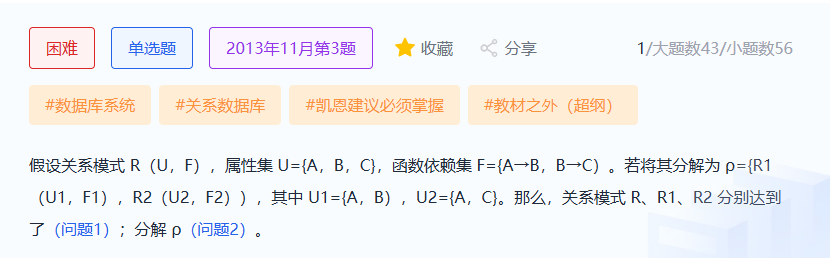 困难 单选题 2013年11月第3题 收藏 分享 1/大题数43/小题数56
#数据库系统 #关系数据库 #凯恩建议必须掌握 #教材之外（超纲）
假设关系模式 R（U，F），属性集 U={A，B，C}，函数依赖集 F={A→B，B→C）。若将其分解为 ρ={R1
（U1，F1），R2（U2，F2）），其中 U1={A，B），U2={A，C}。那么，关系模式 R、R1、R2 分别达到
了（问题1）；分解 ρ（问题2）。